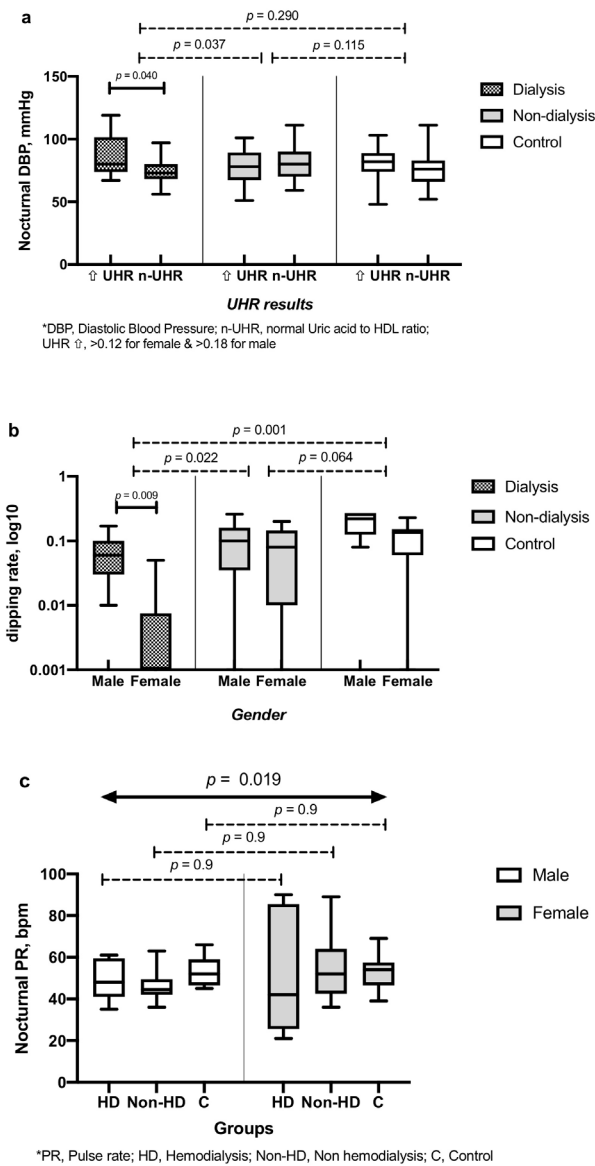 a
p = 0.290
p = 0.037
p = 0.115
p = 0.040
150
100
50
0
Nocturnal DBP, mmHg
Dialysis
Non-dialysis
Control
⇧ UHR n-UHR
⇧ UHR n-UHR
⇧ UHR n-UHR
UHR results
*DBP, Diastolic Blood Pressure; n-UHR, normal Uric acid to HDL ratio;
UHR ⇧, >0.12 for female & >0.18 for male
b
p = 0.001
p = 0.022
p = 0.064
p = 0.009
1
0.1
0.01
0.001
dipping rate, log10
Dialysis
Non-dialysis
Control
Male Female
Male Female
Male Female
Gender
c
p = 0.019
p = 0.9
p = 0.9
p = 0.9
100
80
60
40
20
0
Nocturnal PR, bpm
Male
Female
HD Non-HD C
HD Non-HD C
Groups
*PR, Pulse rate; HD, Hemodialysis; Non-HD, Non hemodialysis; C, Control